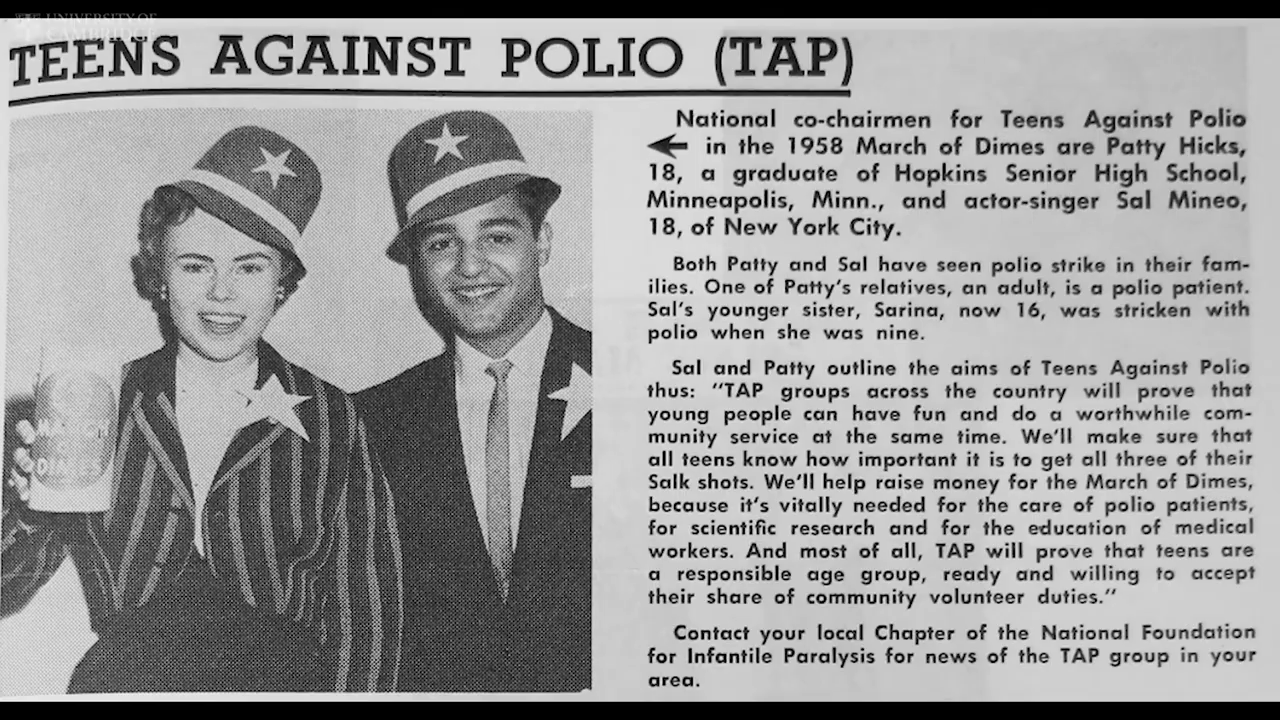 UNIVERSITY OF
CAMBRIDGE
TEENS AGAINST POLIO (TAP)
MARCH
OF
DIMES
National co-chairmen for Teens Against Polio
in the 1958 March of Dimes are Patty Hicks,
18, a graduate of Hopkins Senior High School,
Minneapolis, Minn., and actor-singer Sal Mineo,
18, of New York City.
Both Patty and Sal have seen polio strike in their fam-
ilies. One of Patty's relatives, an adult, is a polio patient.
Sal's younger sister, Sarina, now 16, was stricken with
polio when she was nine.
Sal and Patty outline the aims of Teens Against Polio
thus: "TAP groups across the country will prove that
young people can have fun and do a worthwhile com-
munity service at the same time. We'll make sure that
all teens know how important it is to get all three of their
Salk shots. We'll help raise money for the March of Dimes,
because it's vitally needed for the care of polio patients,
for scientific research and for the education of medical
workers. And most of all, TAP will prove that teens are
a responsible age group, ready and willing to accept
their share of community volunteer duties."
Contact your local Chapter of the National Foundation
for Infantile Paralysis for news of the TAP group in your
area.